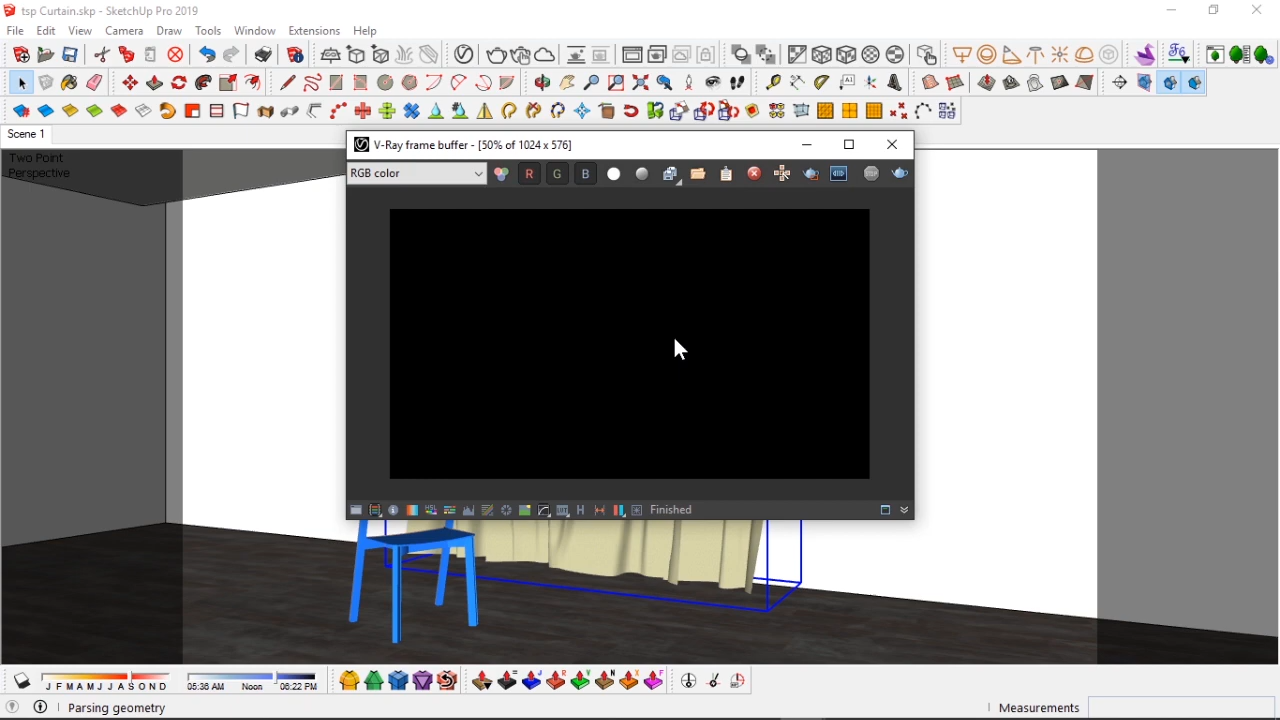 tsp Curtain.skp - SketchUp Pro 2019
File Edit View Camera Draw Tools Window Extensions Help
Scene 1
Two Point
Perspective
V-Ray frame buffer - [50% of 1024 x 576]
RGB color R G B
H Finished
J F M A M J J A S O N D
05:36 AM Noon 06:22 PM
Parsing geometry
Measurements